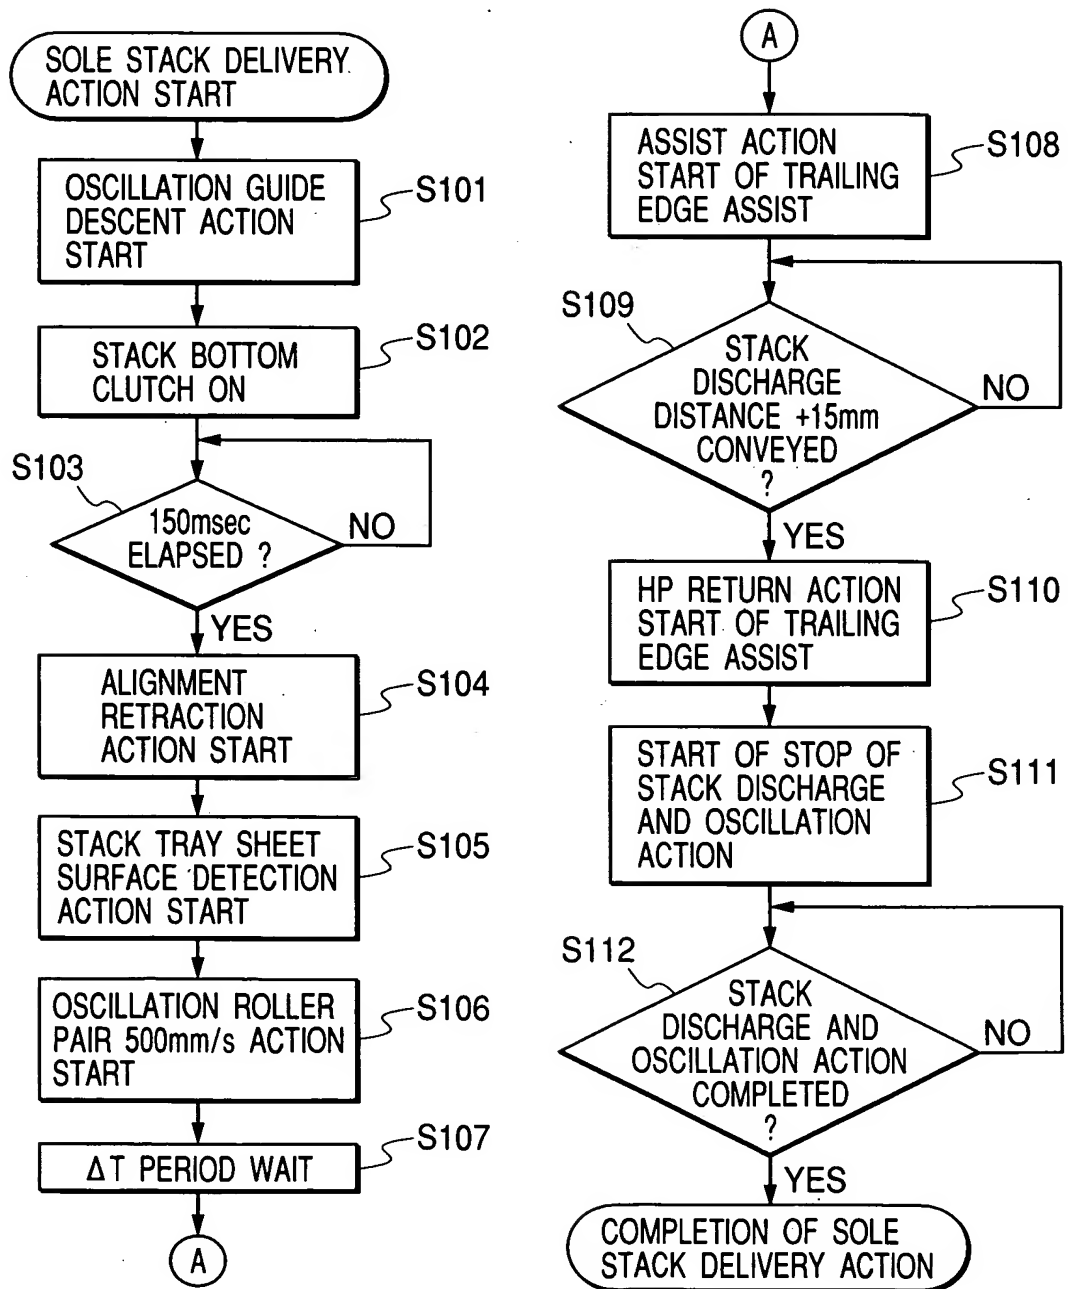 SOLE STACK DELIVERY
ACTION START
OSCILLATION GUIDE
DESCENT ACTION
START
S101
STACK BOTTOM
CLUTCH ON
S102
S103
150msec
ELAPSED ?
NO
YES
ALIGNMENT
RETRACTION
ACTION START
S104
STACK TRAY SHEET
SURFACE DETECTION
ACTION START
S105
OSCILLATION ROLLER
PAIR 500mm/s ACTION
START
S106
ΔT PERIOD WAIT
S107
A
A
ASSIST ACTION
START OF TRAILING
EDGE ASSIST
S108
S109
STACK
DISCHARGE
DISTANCE +15mm
CONVEYED
?
NO
YES
HP RETURN ACTION
START OF TRAILING
EDGE ASSIST
S110
START OF STOP OF
STACK DISCHARGE
AND OSCILLATION
ACTION
S111
S112
STACK
DISCHARGE AND
OSCILLATION ACTION
COMPLETED
?
NO
YES
COMPLETION OF SOLE
STACK DELIVERY ACTION